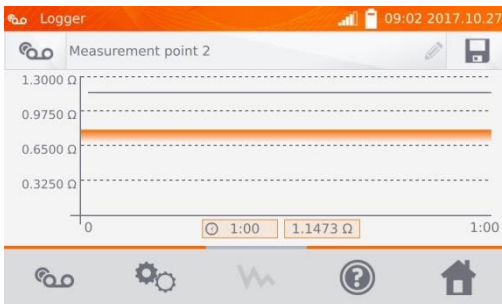 Logger 09:02 2017.10.27
Measurement point 2
1.3000 Ω
0.9750 Ω
0.6500 Ω
0.3250 Ω
0 1:00 1.1473 Ω 1:00